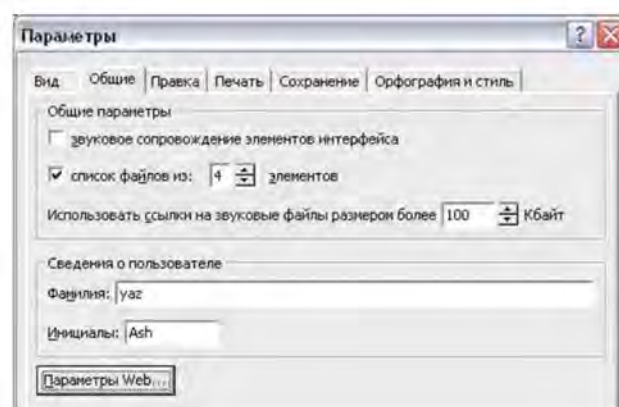 Параметры
Вид Общие Правка Печать Сохранение Орфография и стиль
Общие параметры
звуковое сопровождение элементов интерфейса
список файлов из: 4 элементов
Использовать ссылки на звуковые файлы размером более 100 Кбайт
Сведения о пользователе
Фамилия: yaz
Инициалы: Ash
Параметры Web...